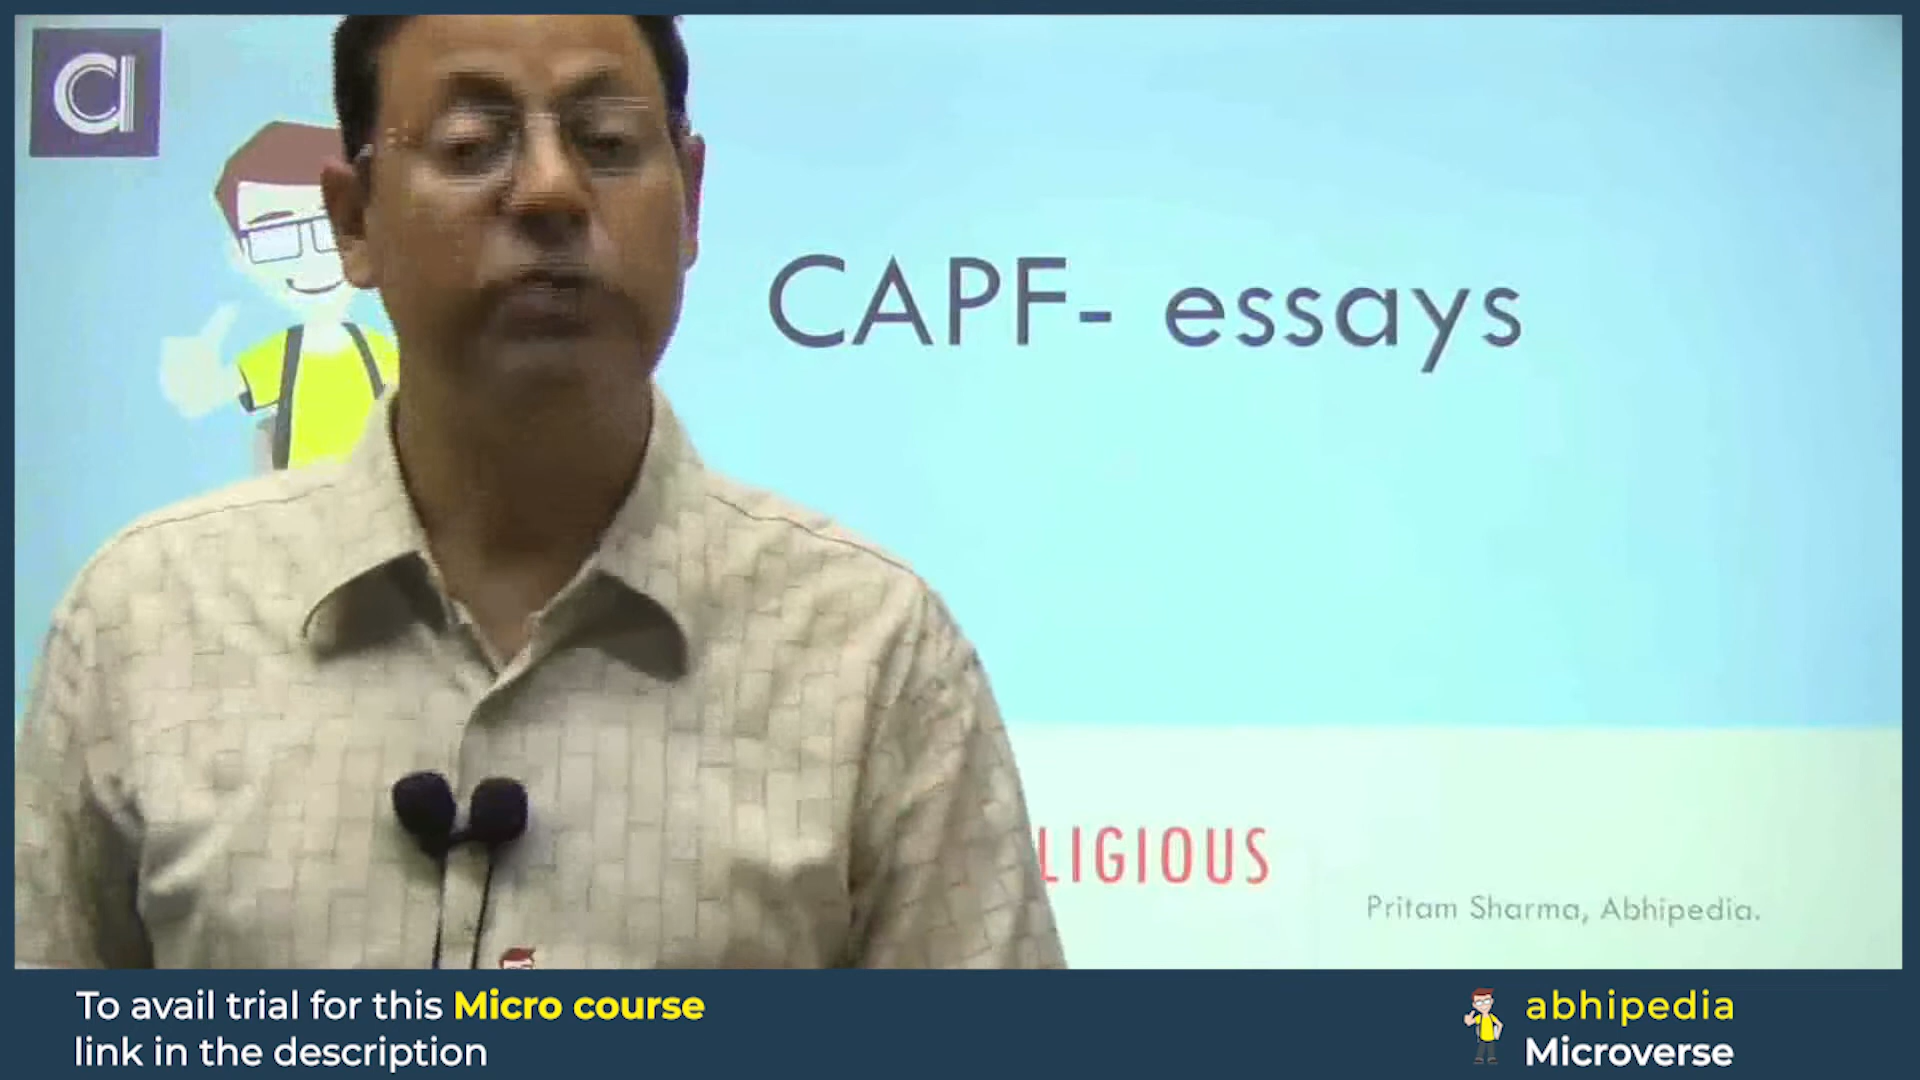 CAPF- essays
LIGIOUS
Pritam Sharma, Abhipedia.
To avail trial for this Micro course
link in the description
abhipedia
Microverse